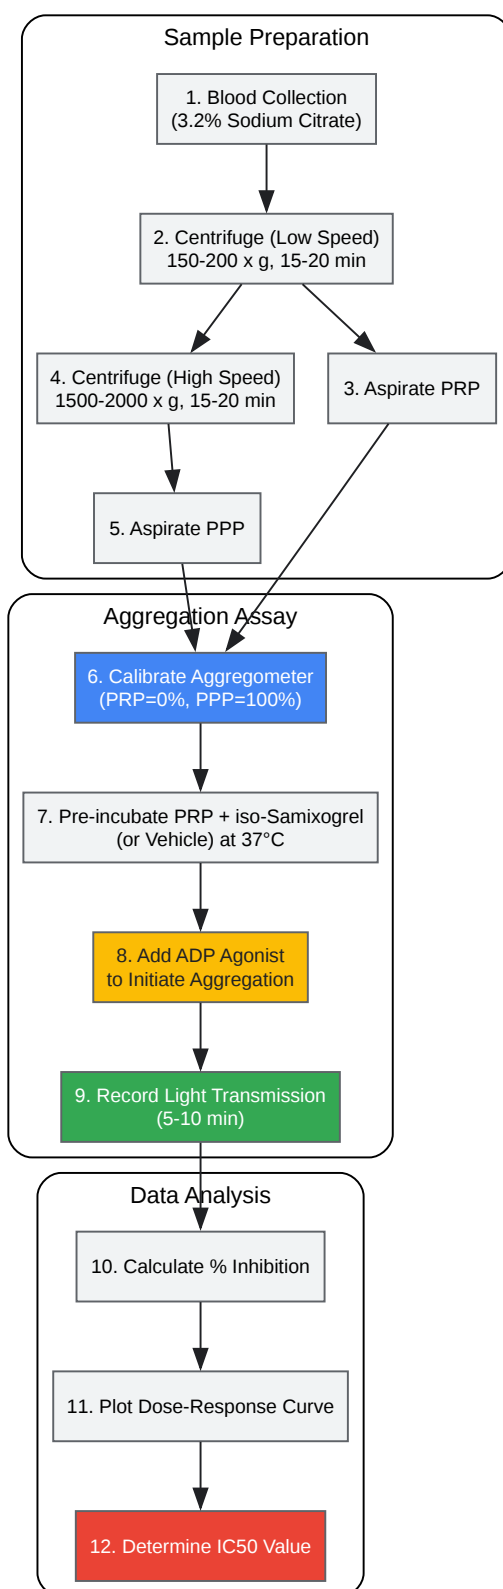 Sample Preparation
1. Blood Collection
(3.2% Sodium Citrate)
2. Centrifuge (Low Speed)
150-200 x g, 15-20 min
4. Centrifuge (High Speed)
1500-2000 x g, 15-20 min
3. Aspirate PRP
5. Aspirate PPP
Aggregation Assay
6. Calibrate Aggregometer
(PRP=0%, PPP=100%)
7. Pre-incubate PRP + iso-Samixogrel
(or Vehicle) at 37°C
8. Add ADP Agonist
to Initiate Aggregation
9. Record Light Transmission
(5-10 min)
Data Analysis
10. Calculate % Inhibition
11. Plot Dose-Response Curve
12. Determine IC50 Value